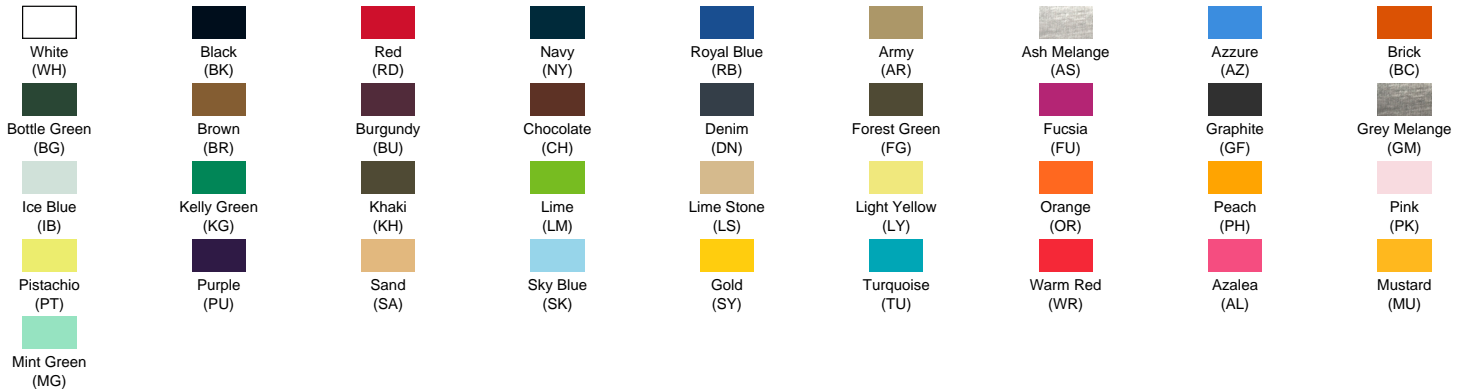 White
(WH)
Black
(BK)
Red
(RD)
Navy
(NY)
Royal Blue
(RB)
Army
(AR)
Ash Melange
(AS)
Azzure
(AZ)
Brick
(BC)
Bottle Green
(BG)
Brown
(BR)
Burgundy
(BU)
Chocolate
(CH)
Denim
(DN)
Forest Green
(FG)
Fucsia
(FU)
Graphite
(GF)
Grey Melange
(GM)
Ice Blue
(IB)
Kelly Green
(KG)
Khaki
(KH)
Lime
(LM)
Lime Stone
(LS)
Light Yellow
(LY)
Orange
(OR)
Peach
(PH)
Pink
(PK)
Pistachio
(PT)
Purple
(PU)
Sand
(SA)
Sky Blue
(SK)
Gold
(SY)
Turquoise
(TU)
Warm Red
(WR)
Azalea
(AL)
Mustard
(MU)
Mint Green
(MG)